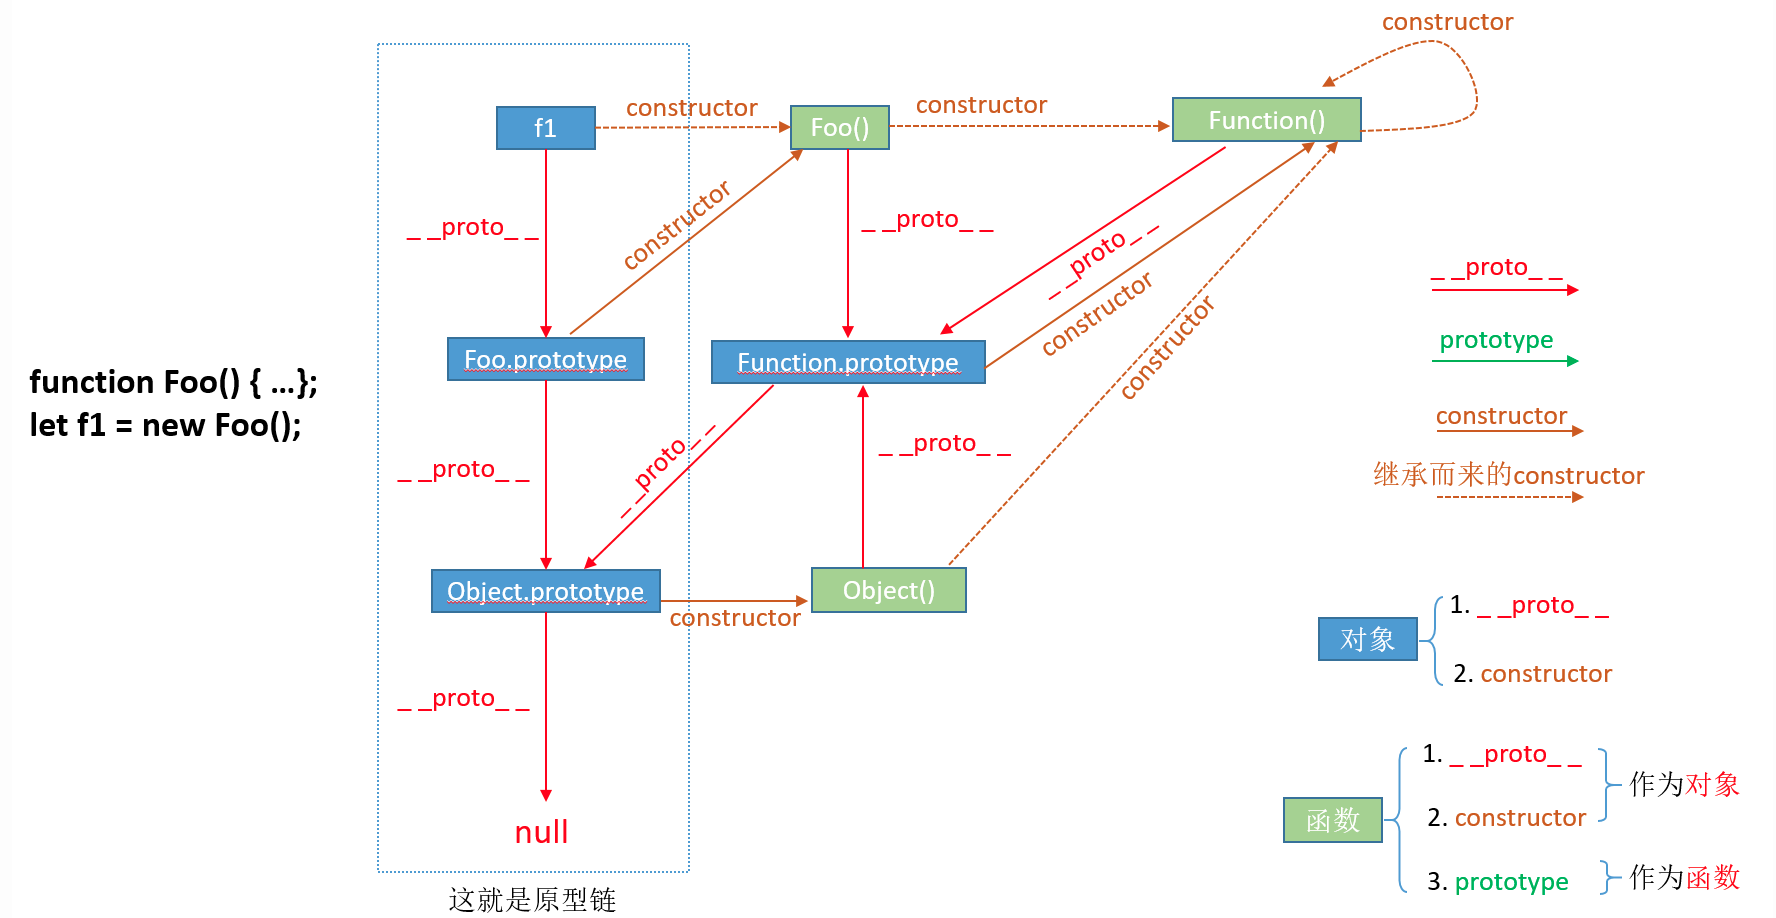 constructor
f1
constructor
Foo()
constructor
Function()
_ _proto_ _
constructor
_ _proto_ _
_ _proto_ _
constructor
constructor
_ _proto_ _
prototype
constructor
继承而来的constructor
function Foo() { ...};
let f1 = new Foo();
Foo.prototype
Function.prototype
_ _proto_ _
_ _proto_ _
_ _proto_ _
Object.prototype
constructor
Object()
_ _proto_ _
null
这就是原型链
对象
1. _ _proto_ _
2. constructor
函数
1. _ _proto_ _
2. constructor
作为对象
3. prototype
作为函数